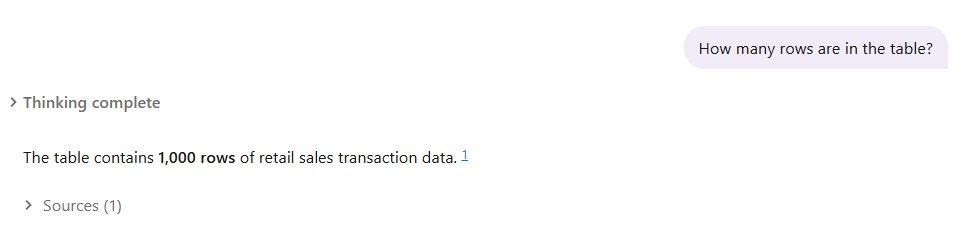 How many rows are in the table?
Thinking complete
The table contains 1,000 rows of retail sales transaction data. 1
Sources (1)